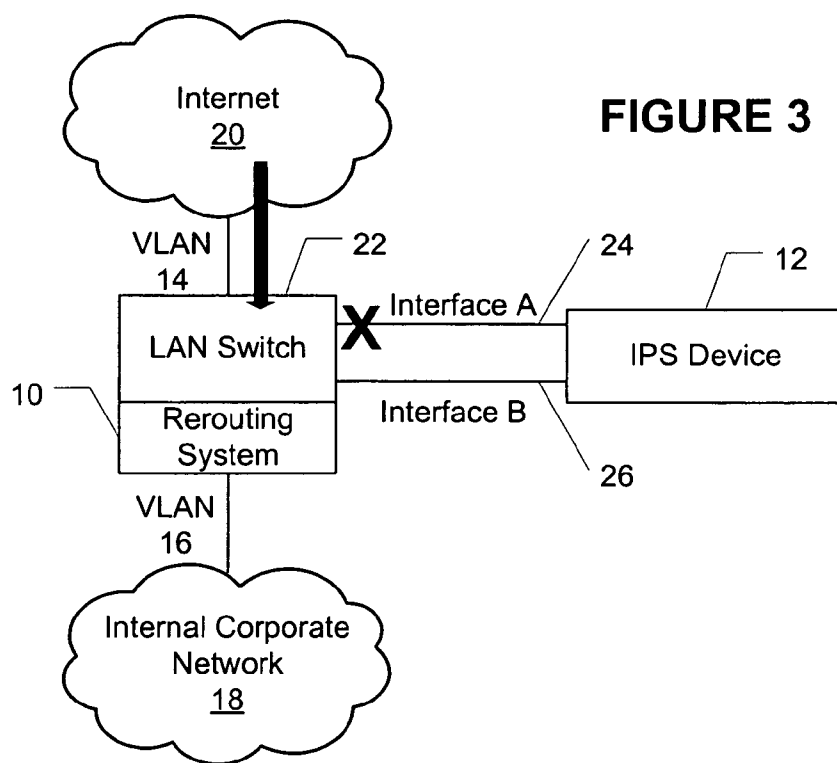 Internet
20
FIGURE 3
VLAN
14
22
24
12
Interface A
LAN Switch
IPS Device
10
Rerouting
System
Interface B
26
VLAN
16
Internal Corporate
Network
18